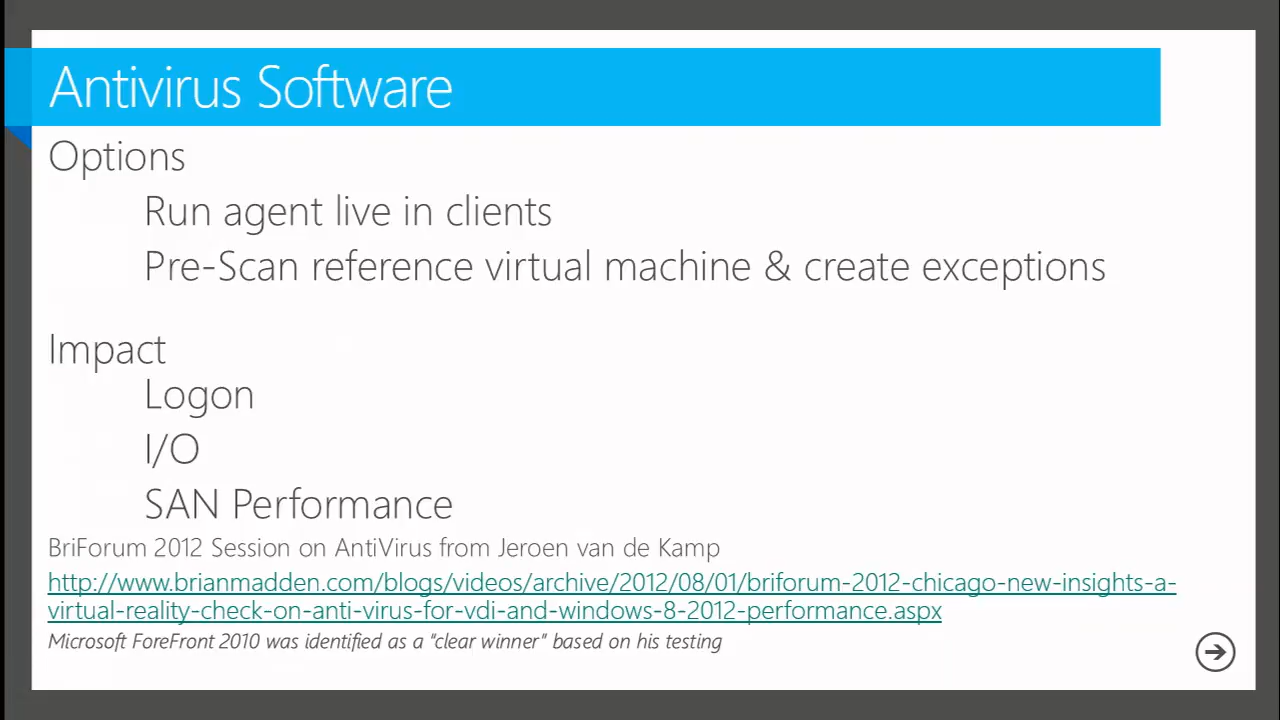 Antivirus Software
Options
Run agent live in clients
Pre-Scan reference virtual machine & create exceptions
Impact
Logon
I/O
SAN Performance
BriForum 2012 Session on AntiVirus from Jeroen van de Kamp
http://www.brianmadden.com/blogs/videos/archive/2012/08/01/briforum-2012-chicago-new-insights-a-
virtual-reality-check-on-anti-virus-for-vdi-and-windows-8-2012-performance.aspx
Microsoft ForeFront 2010 was identified as a "clear winner" based on his testing